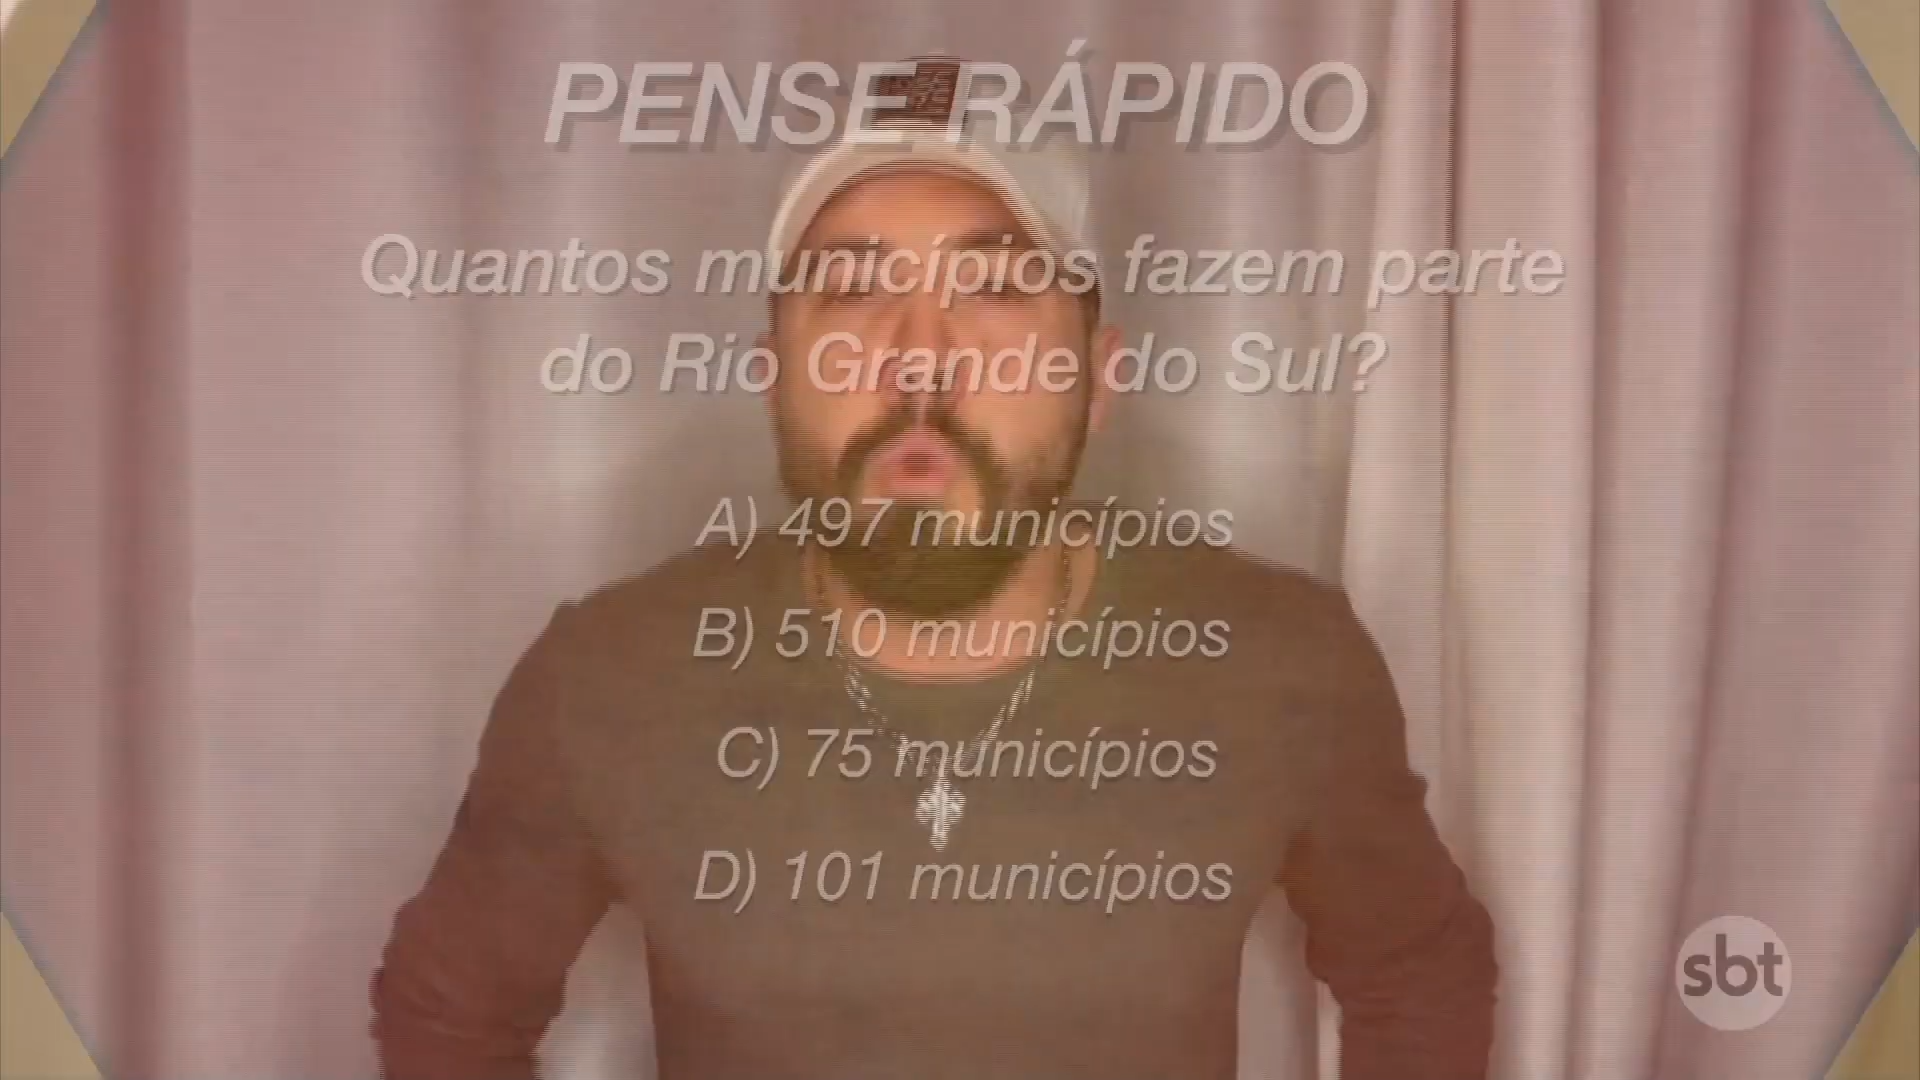 PENSE RÁPIDO
Quantos municípios fazem parte
do Rio Grande do Sul?
A) 497 municípios
B) 510 municípios
C) 75 municípios
D) 101 municípios
sbt